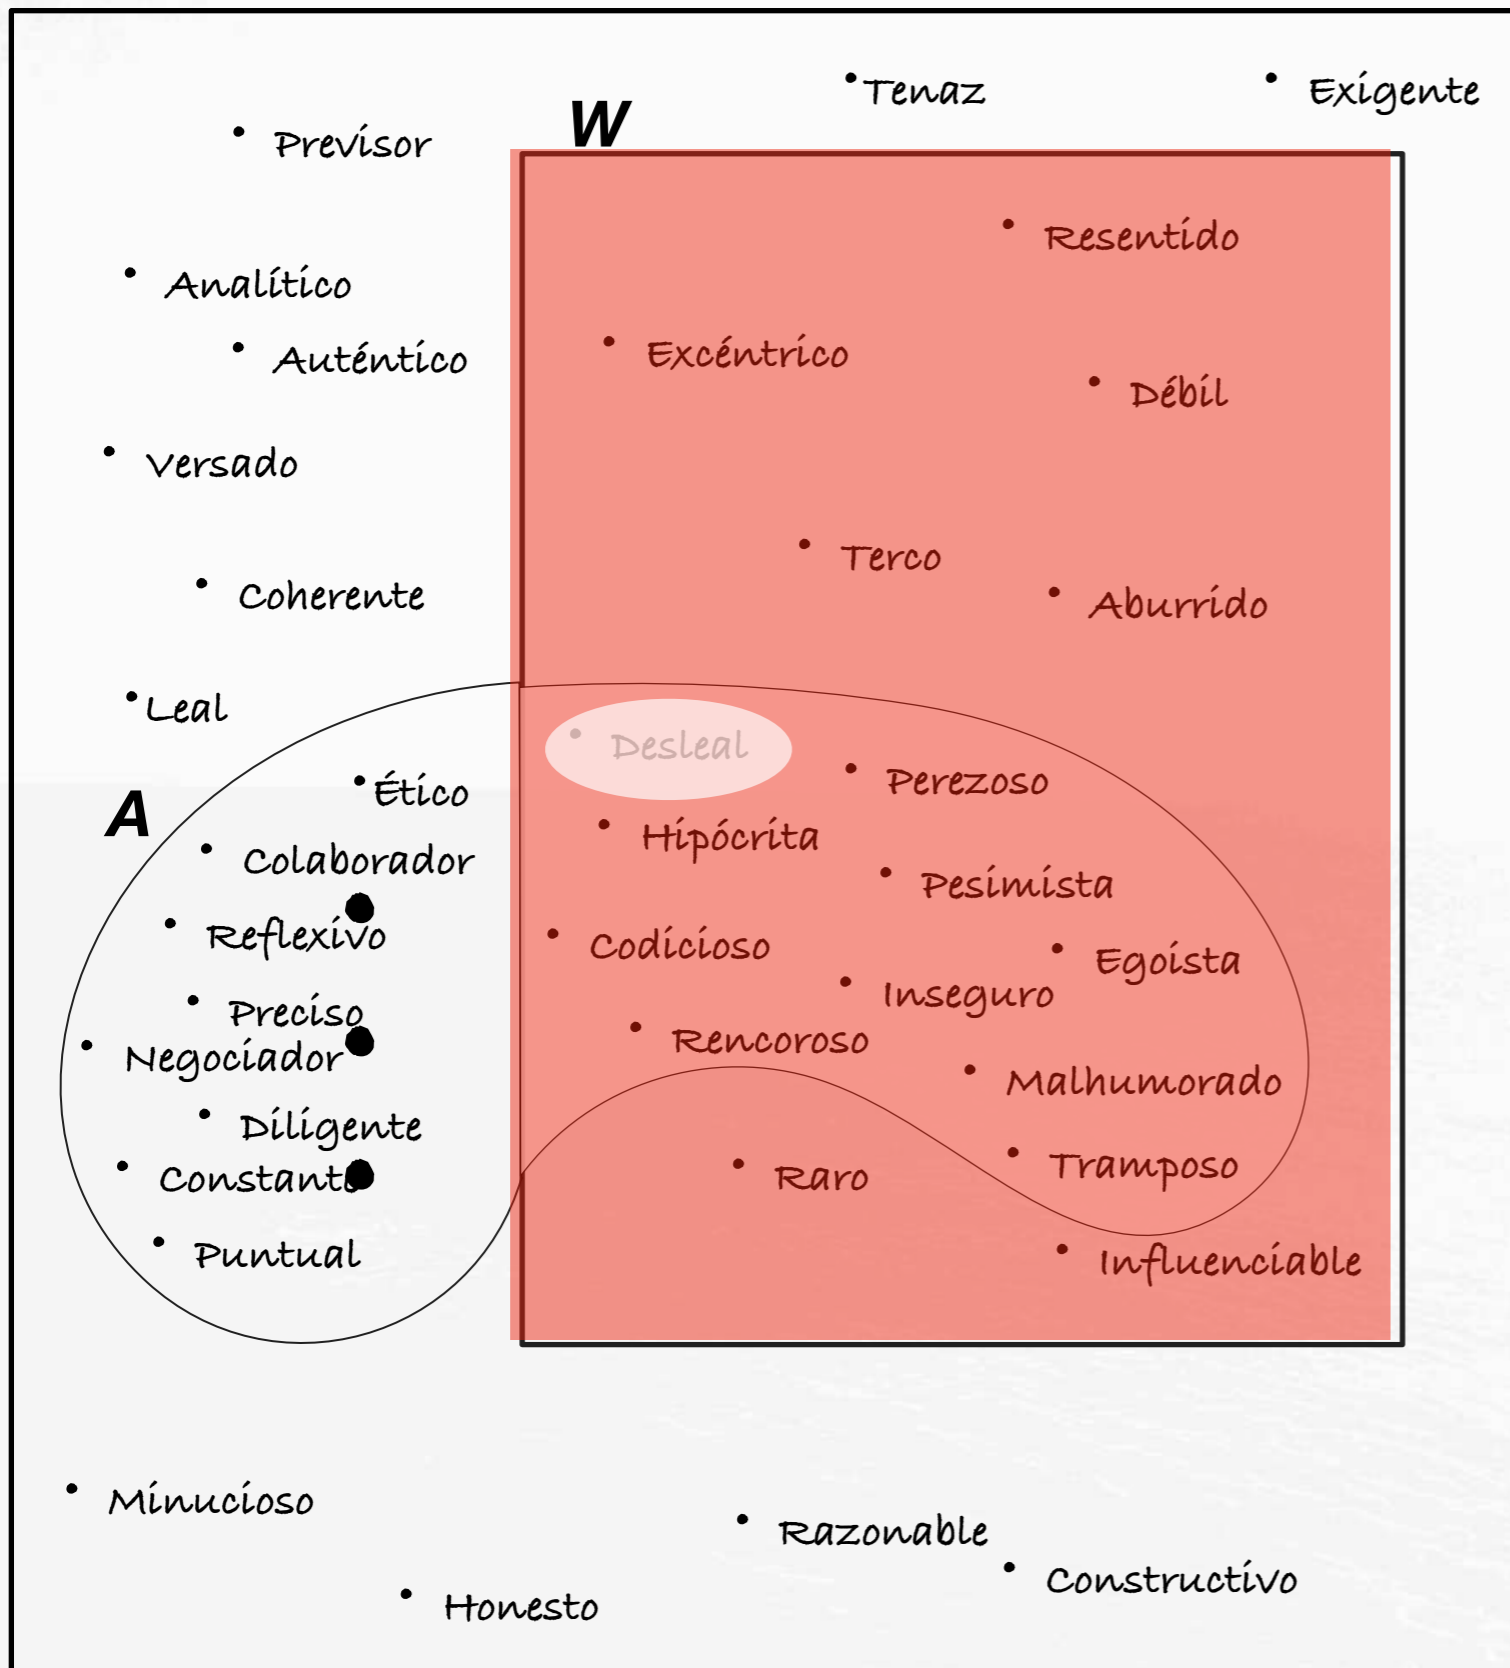 Tenaz
Exigente
W
Previsor
Resentido
Analítico
Excéntrico
Auténtico
Débil
Versado
Terco
Coherente
Aburrido
Leal
Desleal
Perezoso
Ético
A
Hipócrita
Colaborador
Pesimista
Reflexivo
Codicioso
Egoísta
Inseguro
Preciso
Rencoroso
Negociador
Malhumorado
Diligente
Tramposo
Constante
Raro
Puntual
Influenciable
Minucioso
Razonable
Constructivo
Honesto